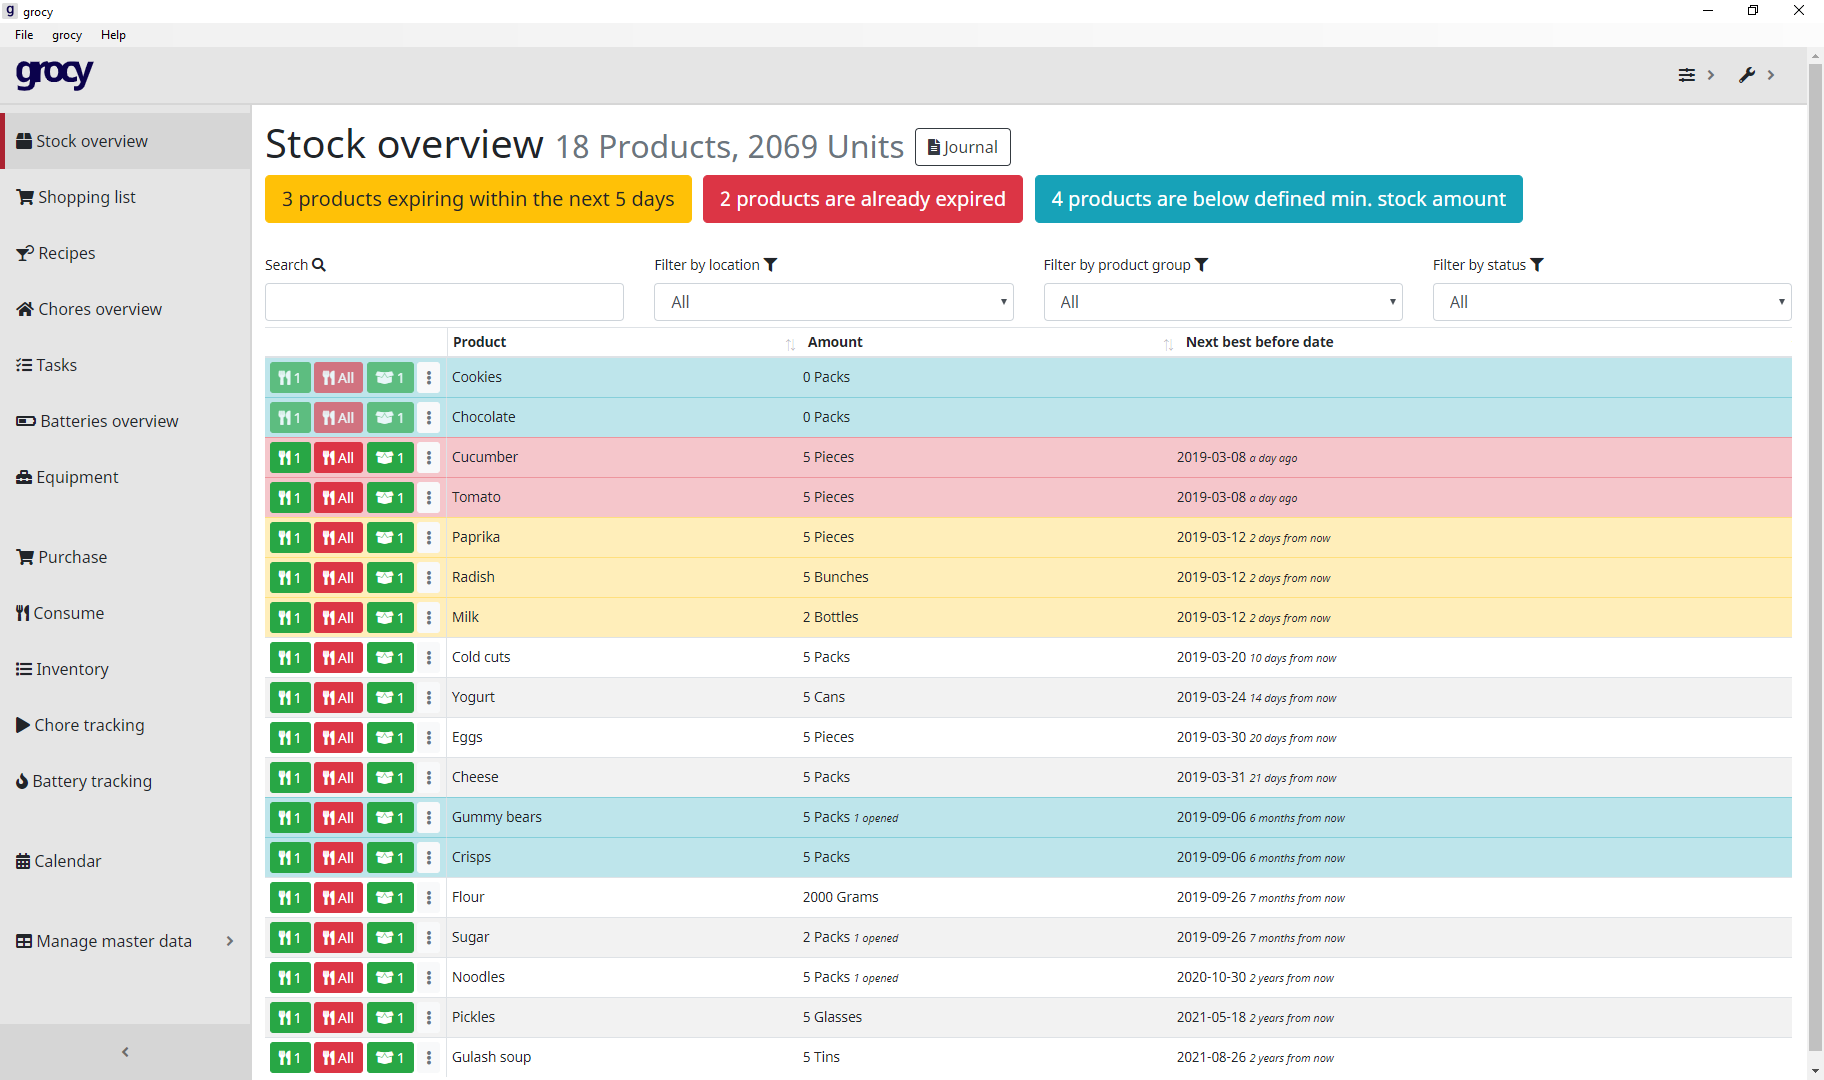 grocy
File grocy Help
grocy
Stock overview
Shopping list
Recipes
Chores overview
Tasks
Batteries overview
Equipment
Purchase
Consume
Inventory
Chore tracking
Battery tracking
Calendar
Manage master data
Stock overview 18 Products, 2069 Units Journal
3 products expiring within the next 5 days 2 products are already expired 4 products are below defined min. stock amount
Search Filter by location Filter by product group Filter by status
All All All
Product Amount Next best before date
1 All 1 Cookies 0 Packs
1 All 1 Chocolate 0 Packs
1 All 1 Cucumber 5 Pieces 2019-03-08 a day ago
1 All 1 Tomato 5 Pieces 2019-03-08 a day ago
1 All 1 Paprika 5 Pieces 2019-03-12 2 days from now
1 All 1 Radish 5 Bunches 2019-03-12 2 days from now
1 All 1 Milk 2 Bottles 2019-03-12 2 days from now
1 All 1 Cold cuts 5 Packs 2019-03-20 10 days from now
1 All 1 Yogurt 5 Cans 2019-03-24 14 days from now
1 All 1 Eggs 5 Pieces 2019-03-30 20 days from now
1 All 1 Cheese 5 Packs 2019-03-31 21 days from now
1 All 1 Gummy bears 5 Packs 1 opened 2019-09-06 6 months from now
1 All 1 Crisps 5 Packs 2019-09-06 6 months from now
1 All 1 Flour 2000 Grams 2019-09-26 7 months from now
1 All 1 Sugar 2 Packs 1 opened 2019-09-26 7 months from now
1 All 1 Noodles 5 Packs 1 opened 2020-10-30 2 years from now
1 All 1 Pickles 5 Glasses 2021-05-18 2 years from now
1 All 1 Gulash soup 5 Tins 2021-08-26 2 years from now